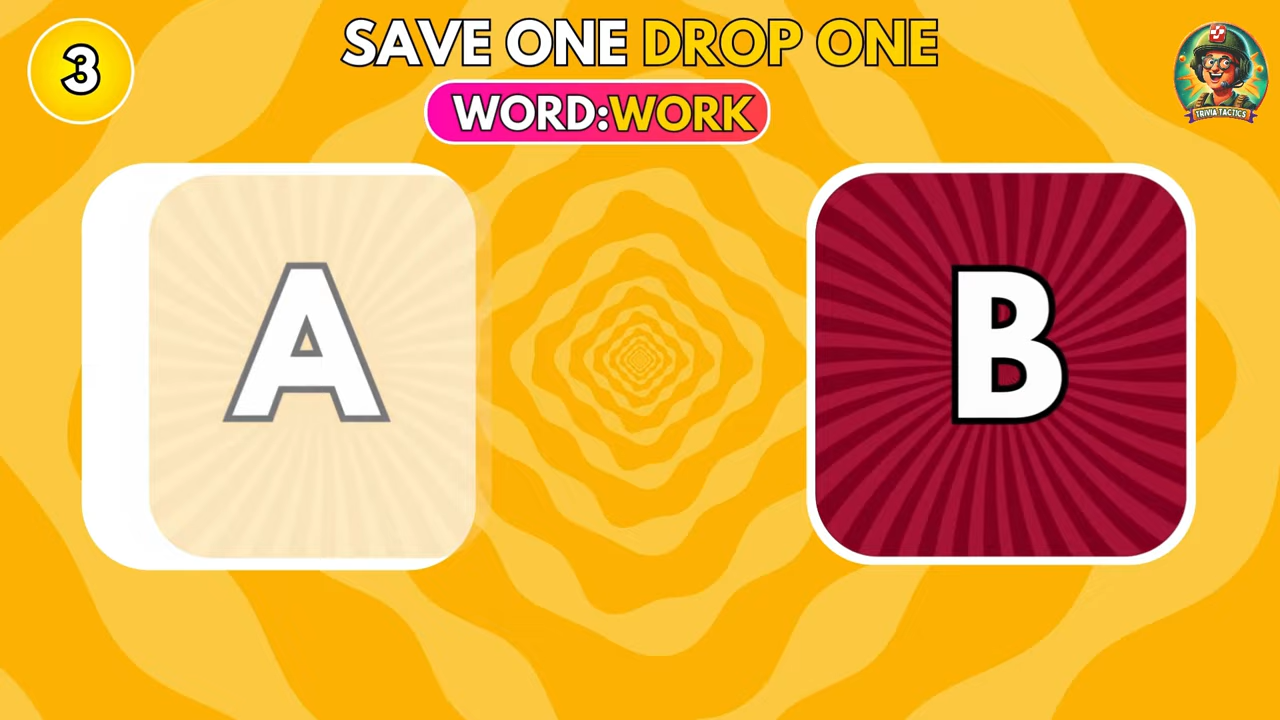 3
SAVE ONE DROP ONE
WORD:WORK
TRIVIA TACTICS
A
B